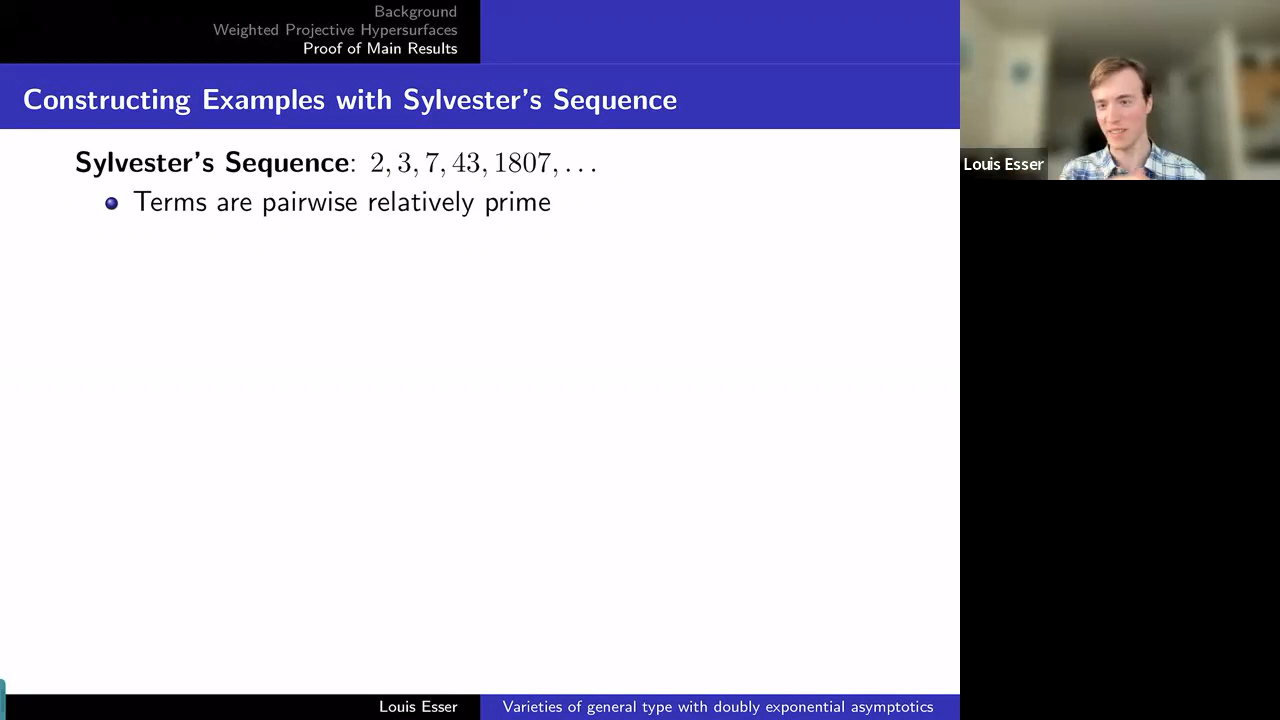 Background
Weighted Projective Hypersurfaces
Proof of Main Results
Constructing Examples with Sylvester's Sequence
Sylvester's Sequence: 2, 3, 7, 43, 1807, . . .
Terms are pairwise relatively prime
Louis Esser
Louis Esser
Varieties of general type with doubly exponential asymptotics